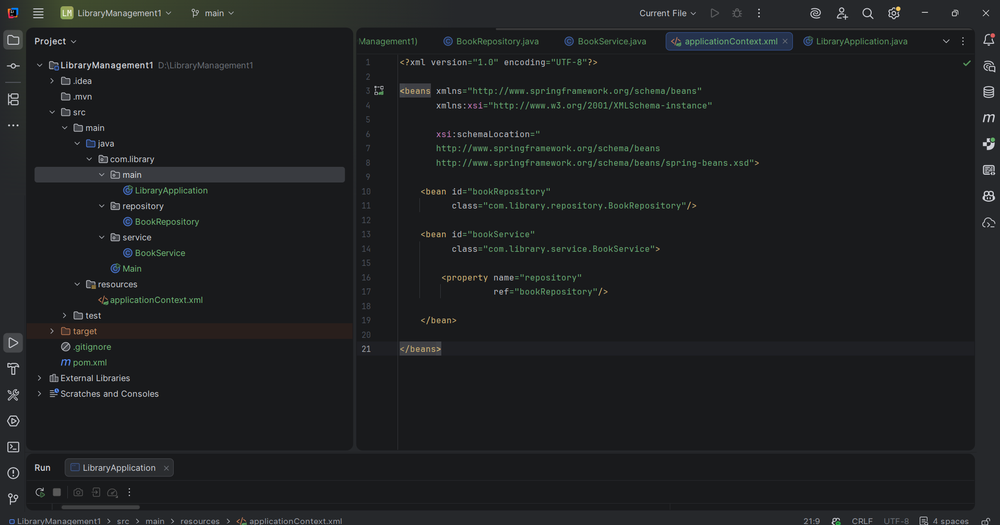 LM LibraryManagement1 main Current File
Project
LibraryManagement1 D:\LibraryManagement1
.idea
.mvn
src
main
java
com.library
main
LibraryApplication
repository
BookRepository
service
BookService
Main
resources
applicationContext.xml
test
target
.gitignore
m pom.xml
External Libraries
Scratches and Consoles
Management1) BookRepository.java BookService.java applicationContext.xml LibraryApplication.java
1 <?xml version="1.0" encoding="UTF-8"?>
2
3 <beans xmlns="http://www.springframework.org/schema/beans"
4 xmlns:xsi="http://www.w3.org/2001/XMLSchema-instance"
5
6 xsi:schemaLocation="
7 http://www.springframework.org/schema/beans
8 http://www.springframework.org/schema/beans/spring-beans.xsd">
9
10 <bean id="bookRepository"
11 class="com.library.repository.BookRepository"/>
12
13 <bean id="bookService"
14 class="com.library.service.BookService">
15
16 <property name="repository"
17 ref="bookRepository"/>
18
19 </bean>
20
21 </beans>
m
Run LibraryApplication
LibraryManagement1 > src > main > resources > applicationContext.xml 21:9 CRLF UTF-8 4 spaces